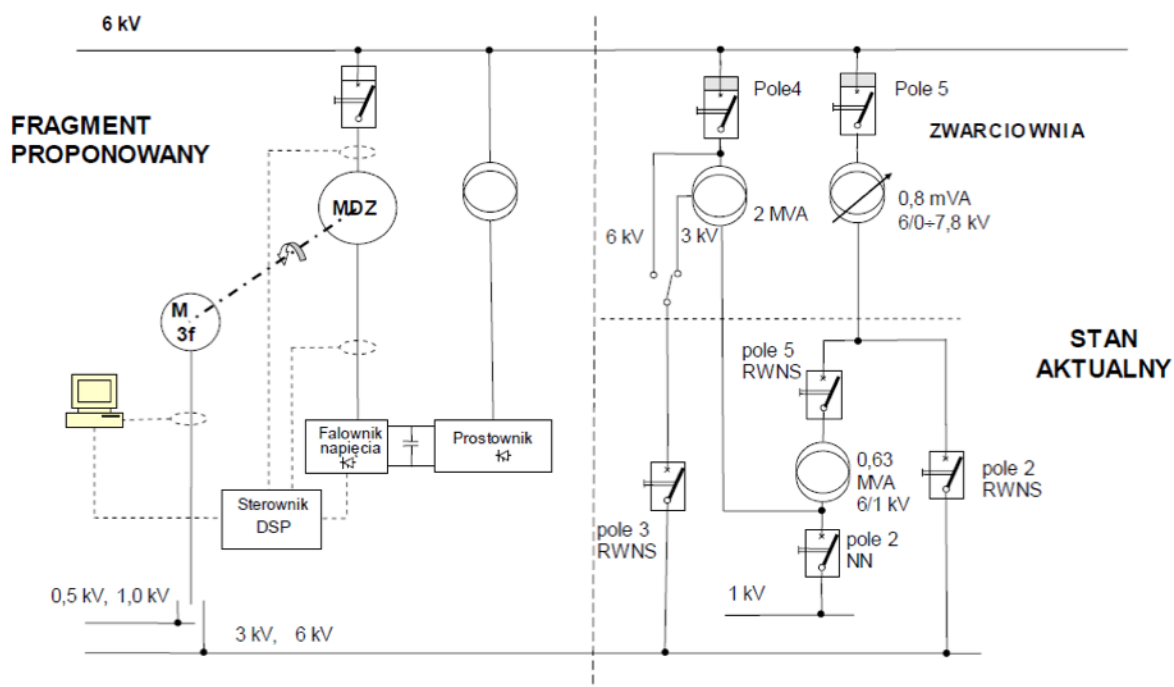 6 kV
FRAGMENT
PROPONOWANY
MDZ
M
3f
Falownik
napięcia
Prostownik
Sterownik
DSP
0,5 kV, 1,0 kV
3 kV, 6 kV
Pole4
Pole 5
ZWARCIOWNIA
2 MVA
0,8 mVA
6/0÷7,8 kV
6 kV
3 kV
STAN
AKTUALNY
pole 5
RWNS
0,63
MVA
6/1 kV
pole 2
RWNS
pole 3
RWNS
pole 2
NN
1 kV